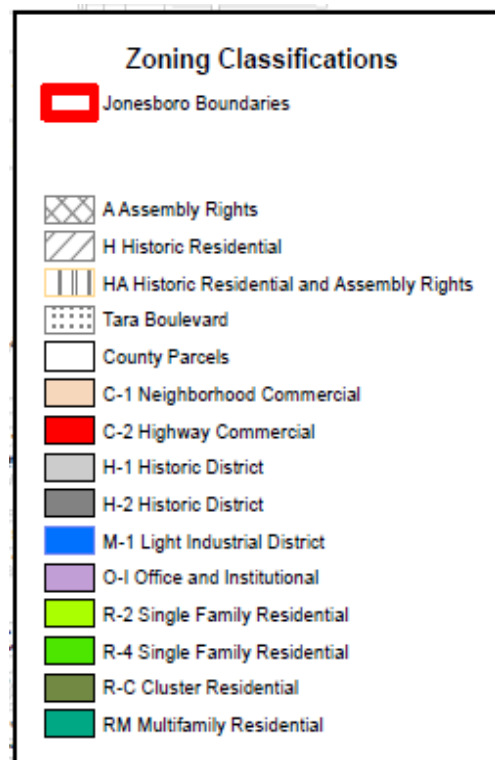 Zoning Classifications
Jonesboro Boundaries
A Assembly Rights
H Historic Residential
HA Historic Residential and Assembly Rights
Tara Boulevard
County Parcels
C-1 Neighborhood Commercial
C-2 Highway Commercial
H-1 Historic District
H-2 Historic District
M-1 Light Industrial District
O-I Office and Institutional
R-2 Single Family Residential
R-4 Single Family Residential
R-C Cluster Residential
RM Multifamily Residential